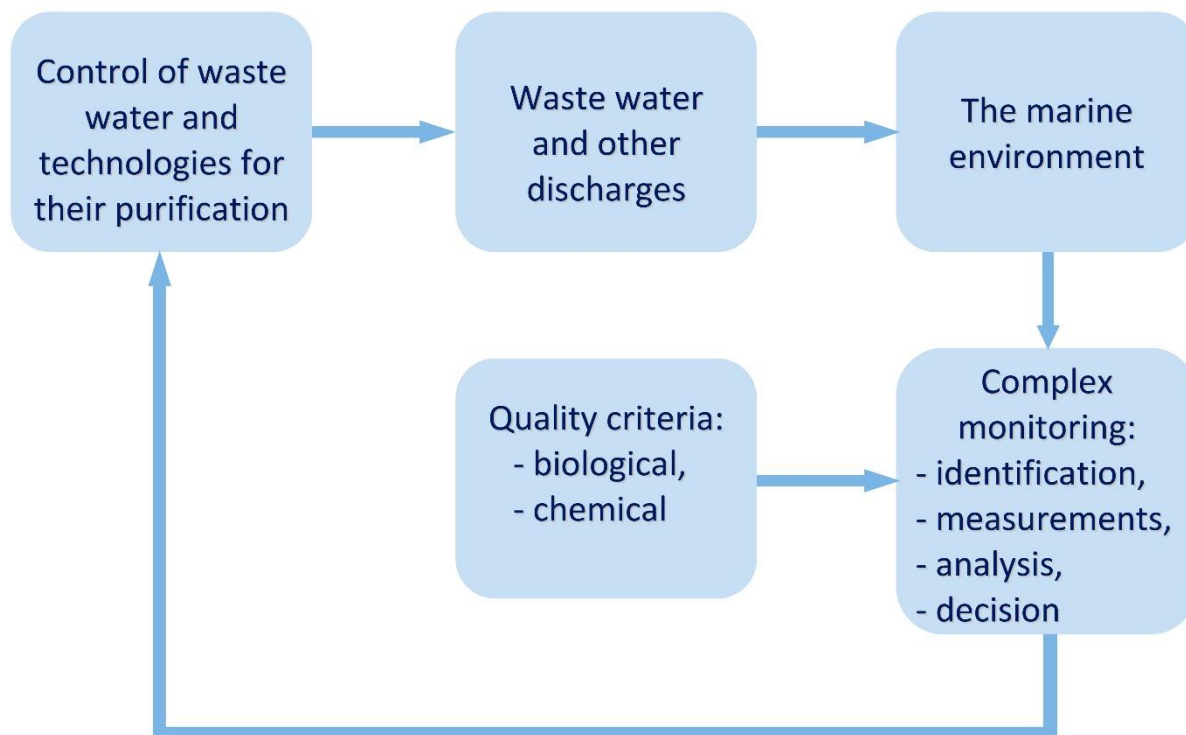 Control of waste
water and
technologies for
their purification
Waste water
and other
discharges
The marine
environment
Quality criteria:
- biological,
- chemical
Complex
monitoring:
- identification,
- measurements,
- analysis,
- decision